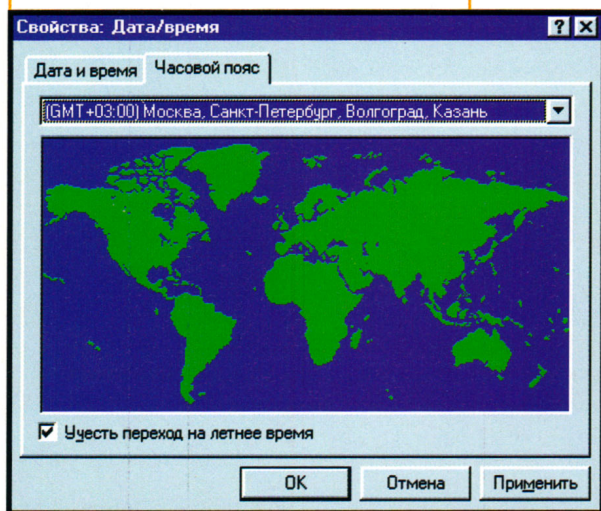 Свойства: Дата/время
Дата и время
Часовой пояс
(GMT+03:00) Москва, Санкт-Петербург, Волгоград, Казань
Учесть переход на летнее время
OK
Отмена
Применить